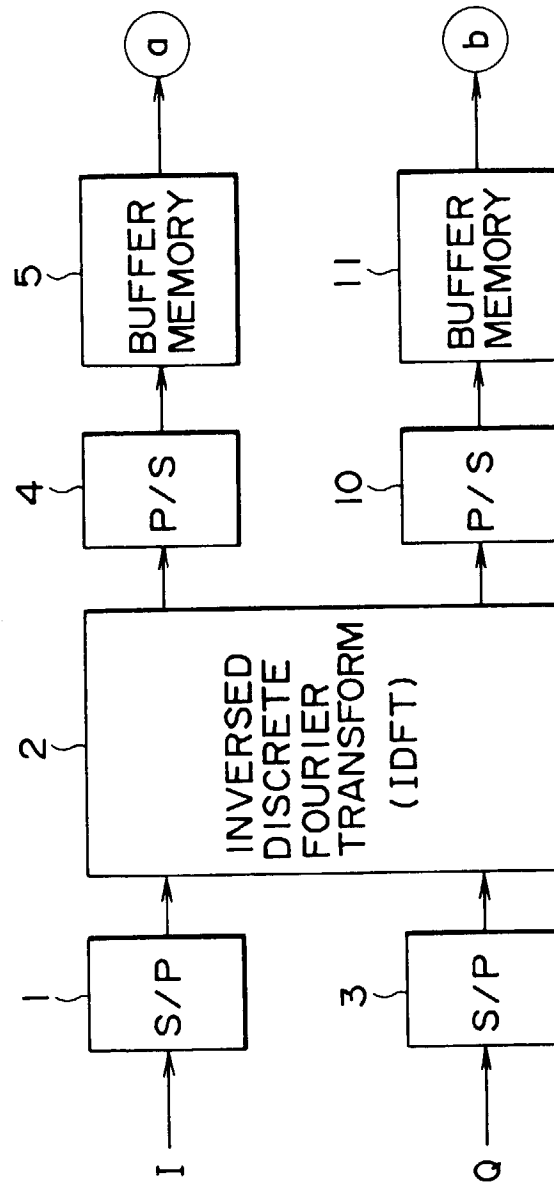 1
2
4
5
I
S/P
INVERSED
DISCRETE
FOURIER
TRANSFORM
(IDFT)
P/S
BUFFER
MEMORY
a
3
10
11
Q
S/P
P/S
BUFFER
MEMORY
b